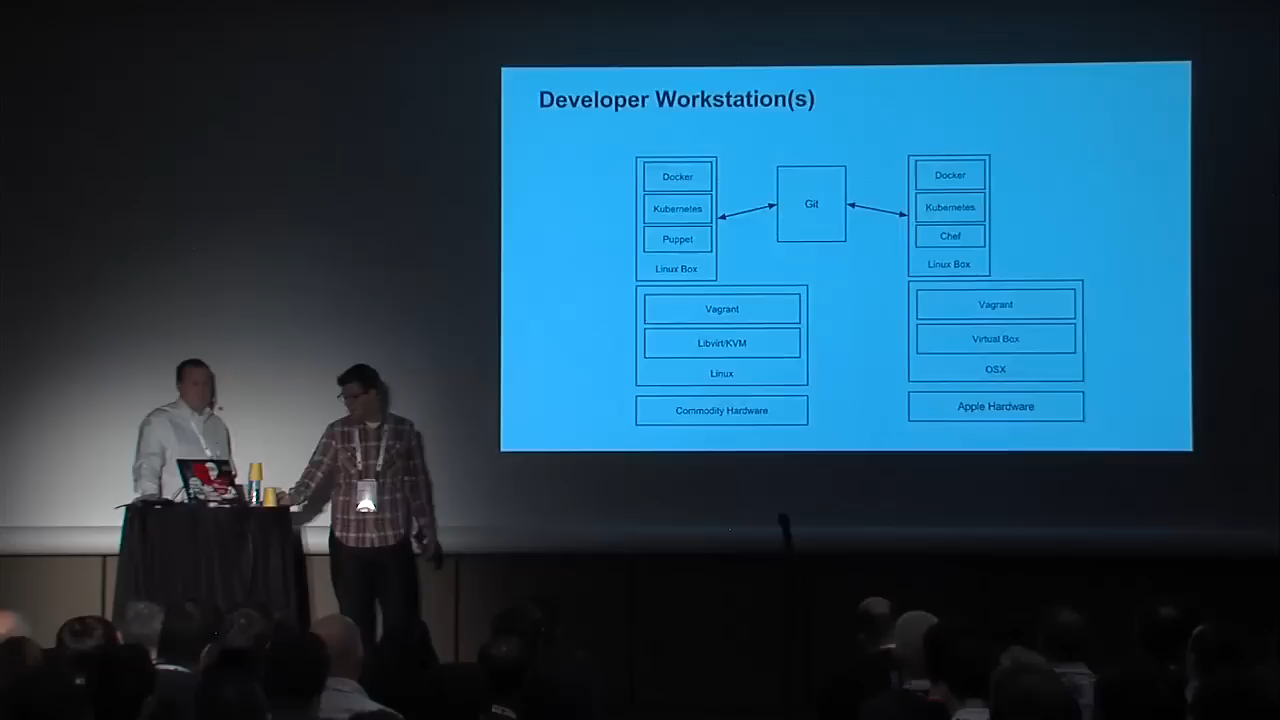 Developer Workstation(s)
Docker
Kubernetes
Puppet
Linux Box
Git
Docker
Kubernetes
Chef
Linux Box
Vagrant
Libvirt/KVM
Linux
Commodity Hardware
Vagrant
Virtual Box
OSX
Apple Hardware